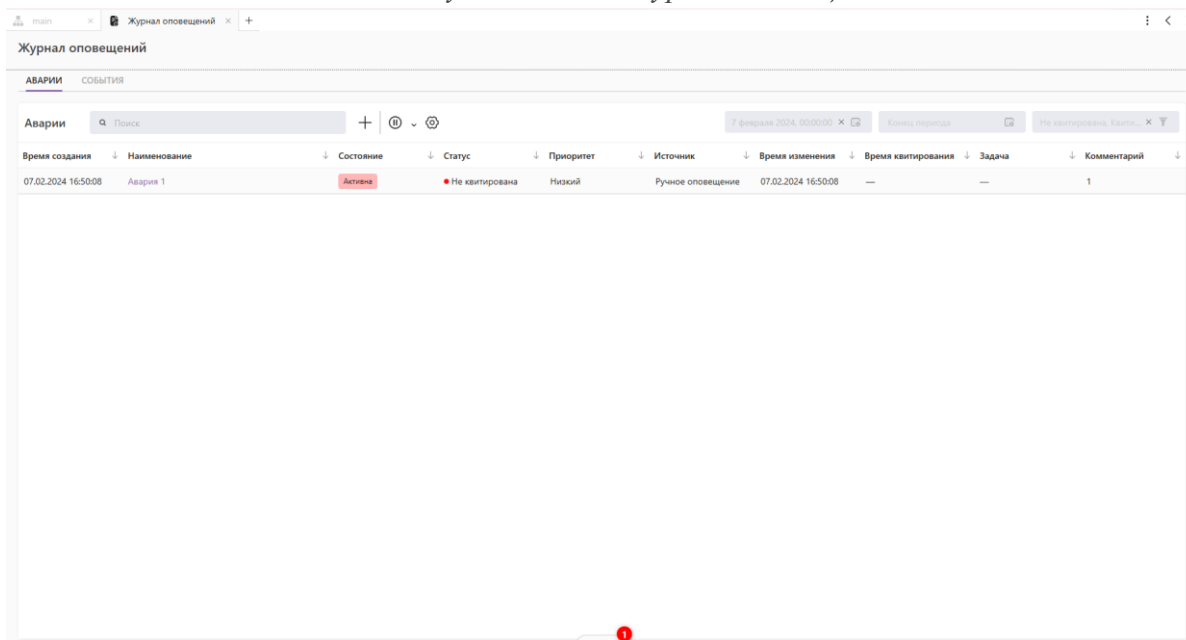 main × Журнал оповещений × +
Журнал оповещений
АВАРИИ СОБЫТИЯ
Аварии Поиск 7 февраля 2024, 00:00:00 Конец периода Не квитирована, Квити...
Время создания Наименование Состояние Статус Приоритет Источник Время изменения Время квитирования Задача Комментарий
07.02.2024 16:50:08 Авария 1 Активна Не квитирована Низкий Ручное оповещение 07.02.2024 16:50:08 — — 1
1